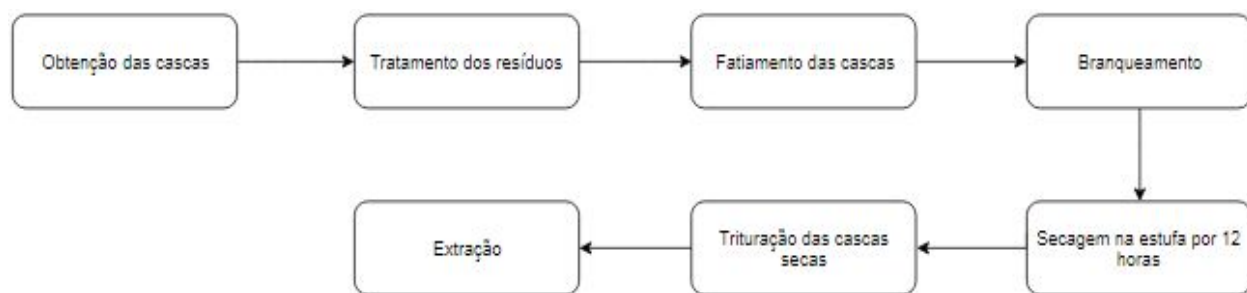 Obtenção das cascas
Tratamento dos resíduos
Fatiamento das cascas
Branqueamento
Secagem na estufa por 12
horas
Trituração das cascas
secas
Extração